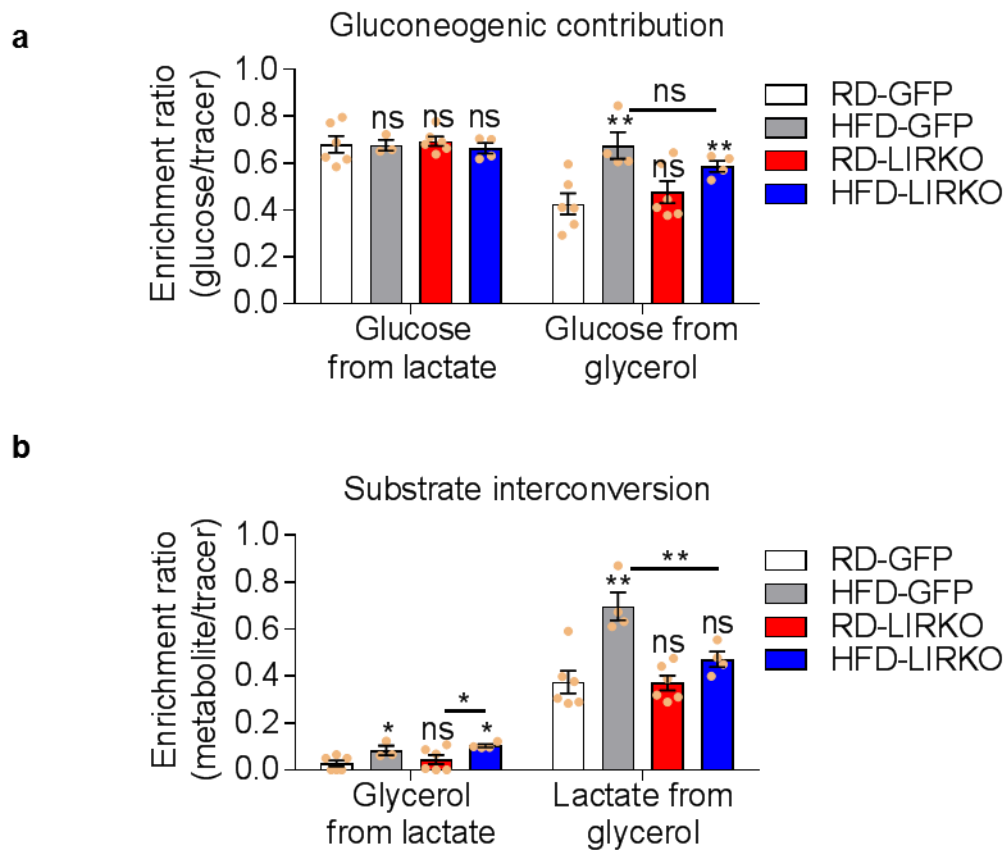 a
Gluconeogenic contribution
Enrichment ratio
(glucose/tracer)
1.0
0.8
0.6
0.4
0.2
0.0
ns
ns
ns
ns
**
ns
**
Glucose
from lactate
Glucose from
glycerol
RD-GFP
HFD-GFP
RD-LIRKO
HFD-LIRKO
b
Substrate interconversion
Enrichment ratio
(metabolite/tracer)
1.0
0.8
0.6
0.4
0.2
0.0
*
ns
*
*
**
**
ns
ns
Glycerol
from lactate
Lactate from
glycerol
RD-GFP
HFD-GFP
RD-LIRKO
HFD-LIRKO